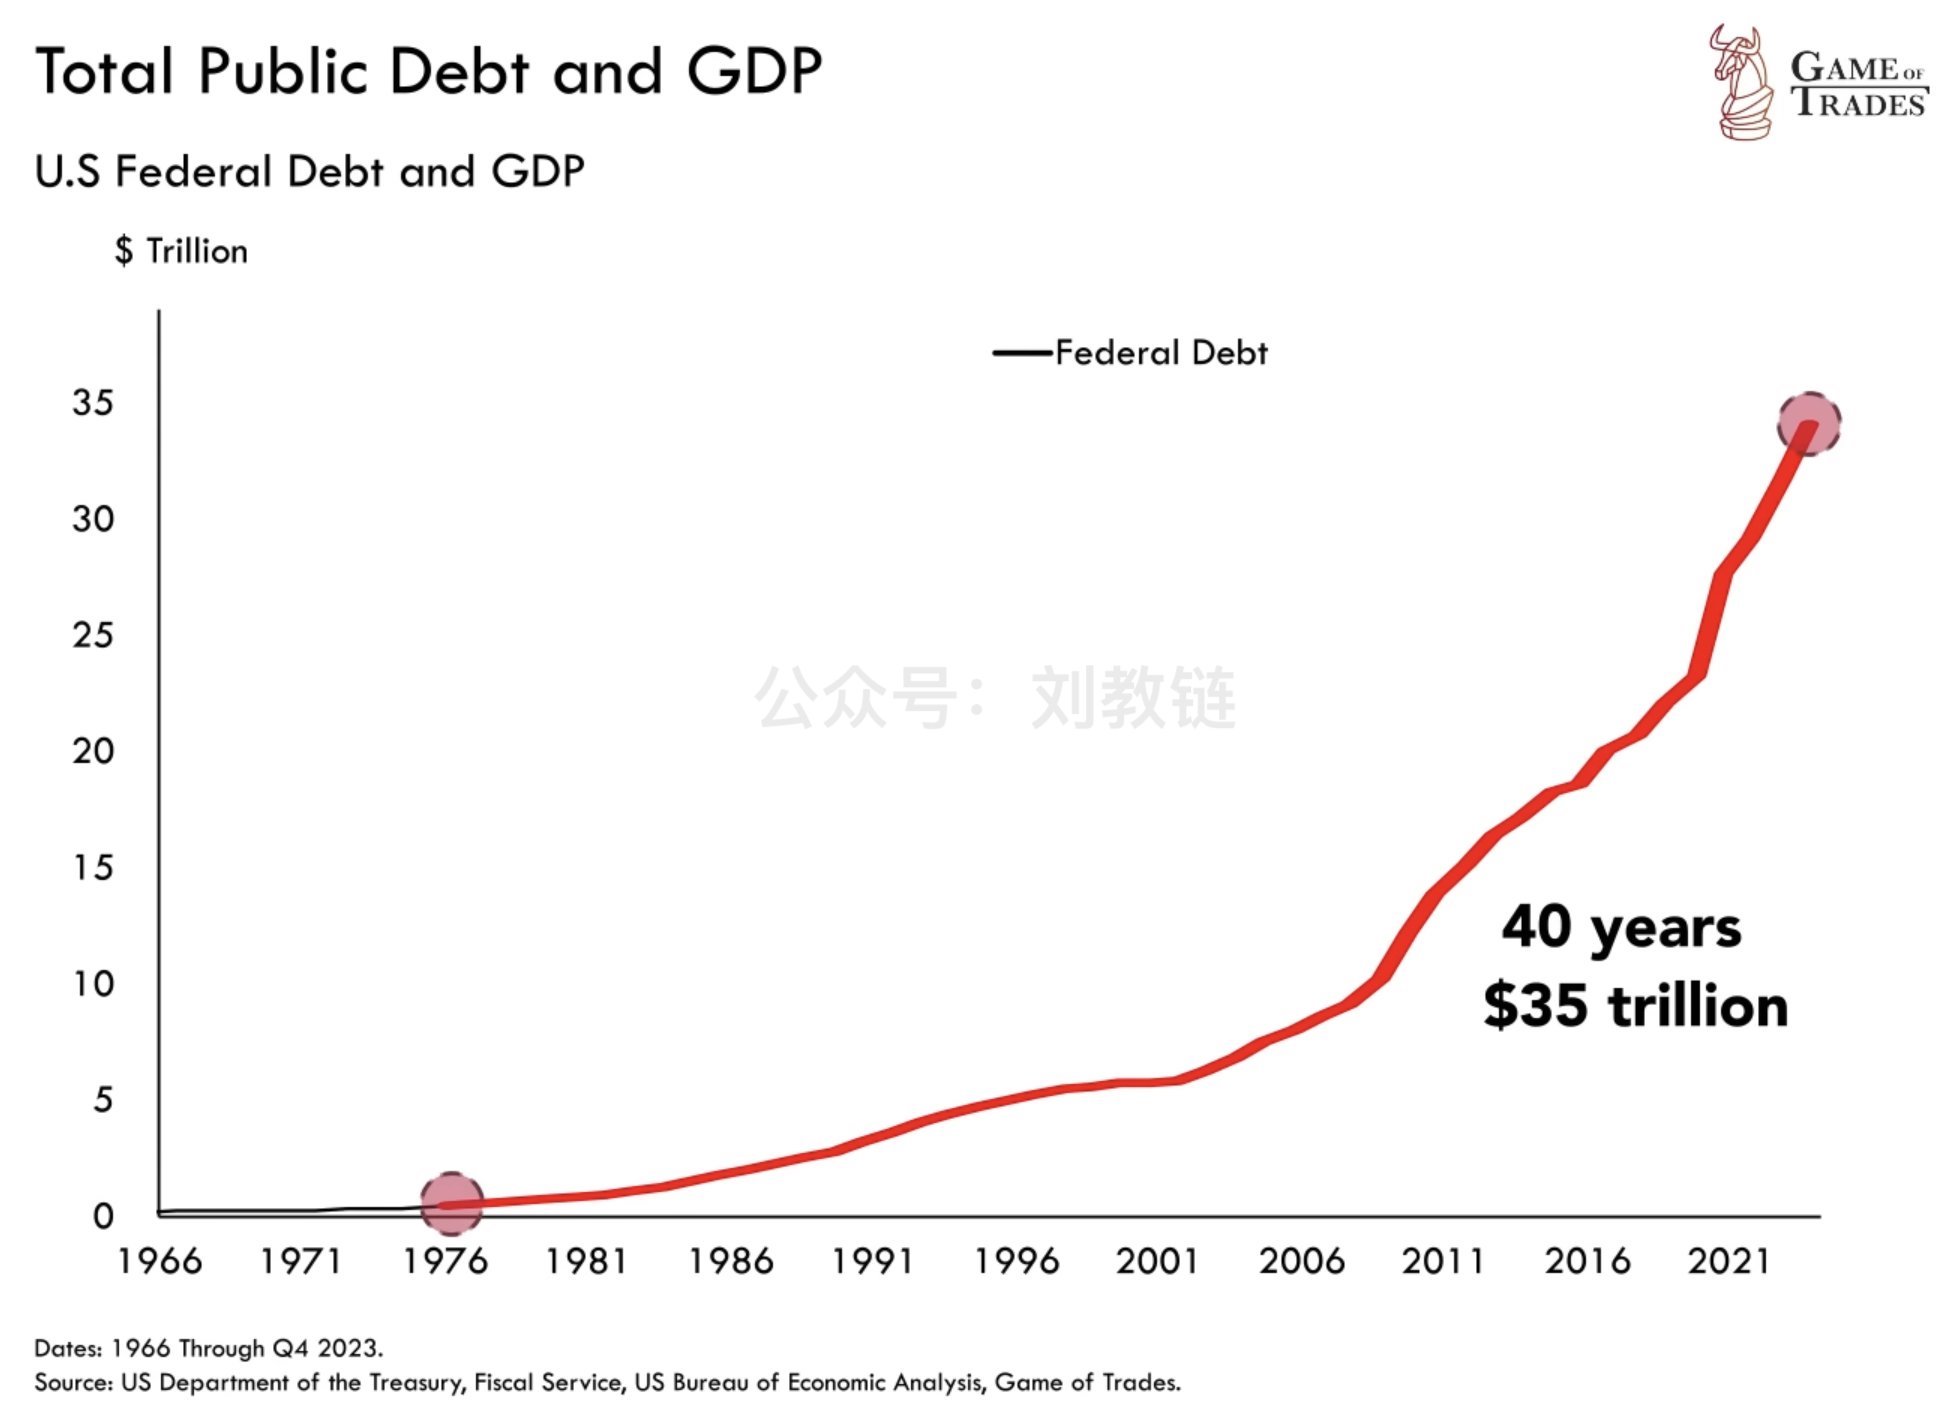 Total Public Debt and GDP
GAME OF
TRADES
U.S Federal Debt and GDP
$ Trillion
Federal Debt
35
30
25
20
15
10
5
0
公众号：刘教链
40 years
$35 trillion
1966 1971 1976 1981 1986 1991 1996 2001 2006 2011 2016 2021
Dates: 1966 Through Q4 2023.
Source: US Department of the Treasury, Fiscal Service, US Bureau of Economic Analysis, Game of Trades.